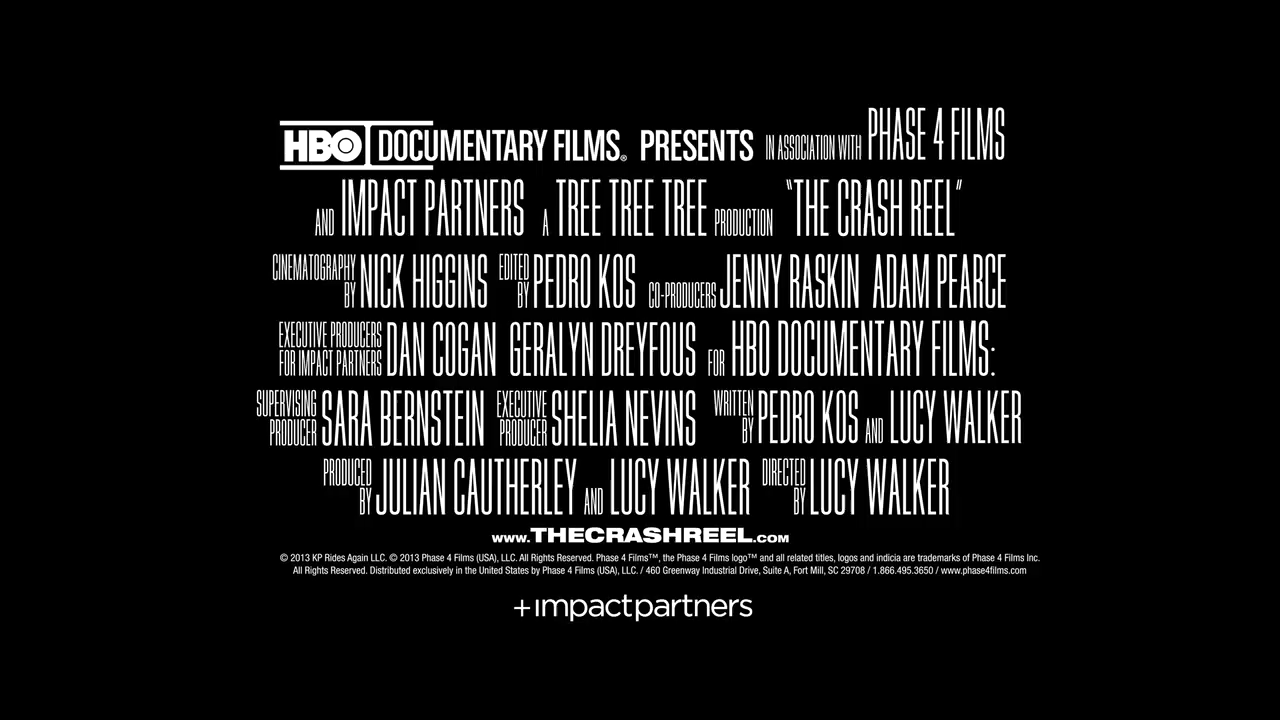 HBO DOCUMENTARY FILMS® PRESENTS IN ASSOCIATION WITH PHASE 4 FILMS
AND IMPACT PARTNERS A TREE TREE TREE PRODUCTION "THE CRASH REEL"
CINEMATOGRAPHY BY NICK HIGGINS EDITED BY PEDRO KOS CO-PRODUCERS JENNY RASKIN ADAM PEARCE
EXECUTIVE PRODUCERS FOR IMPACT PARTNERS DAN COGAN GERALYN DREYFOUS FOR HBO DOCUMENTARY FILMS:
SUPERVISING PRODUCER SARA BERNSTEIN EXECUTIVE PRODUCER SHELIA NEVINS WRITTEN BY PEDRO KOS AND LUCY WALKER
PRODUCED BY JULIAN CAUTHERLEY AND LUCY WALKER DIRECTED BY LUCY WALKER
WWW.THECRASHREEL.COM
© 2013 KP Rides Again LLC. © 2013 Phase 4 Films (USA), LLC. All Rights Reserved. Phase 4 Films™, the Phase 4 Films logo™ and all related titles, logos and indicia are trademarks of Phase 4 Films Inc.
All Rights Reserved. Distributed exclusively in the United States by Phase 4 Films (USA), LLC. / 460 Greenway Industrial Drive, Suite A, Fort Mill, SC 29708 / 1.866.495.3650 / www.phase4films.com
+impactpartners